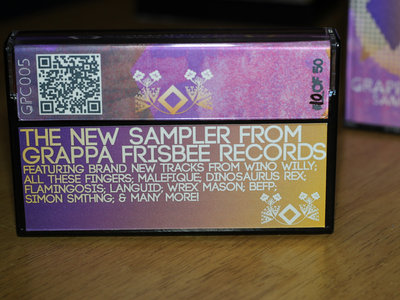 GPC005
#10 OF 50
THE NEW SAMPLER FROM
GRAPPA FRISBEE RECORDS
FEATURING BRAND NEW TRACKS FROM WINO WILLY;
ALL THESE FINGERS; MALEFIQUE; DINOSAURUS REX;
FLAMINGOSIS; LANGUID; WREX MASON; BEFP;
SIMON SMTHNG; & MANY MORE!